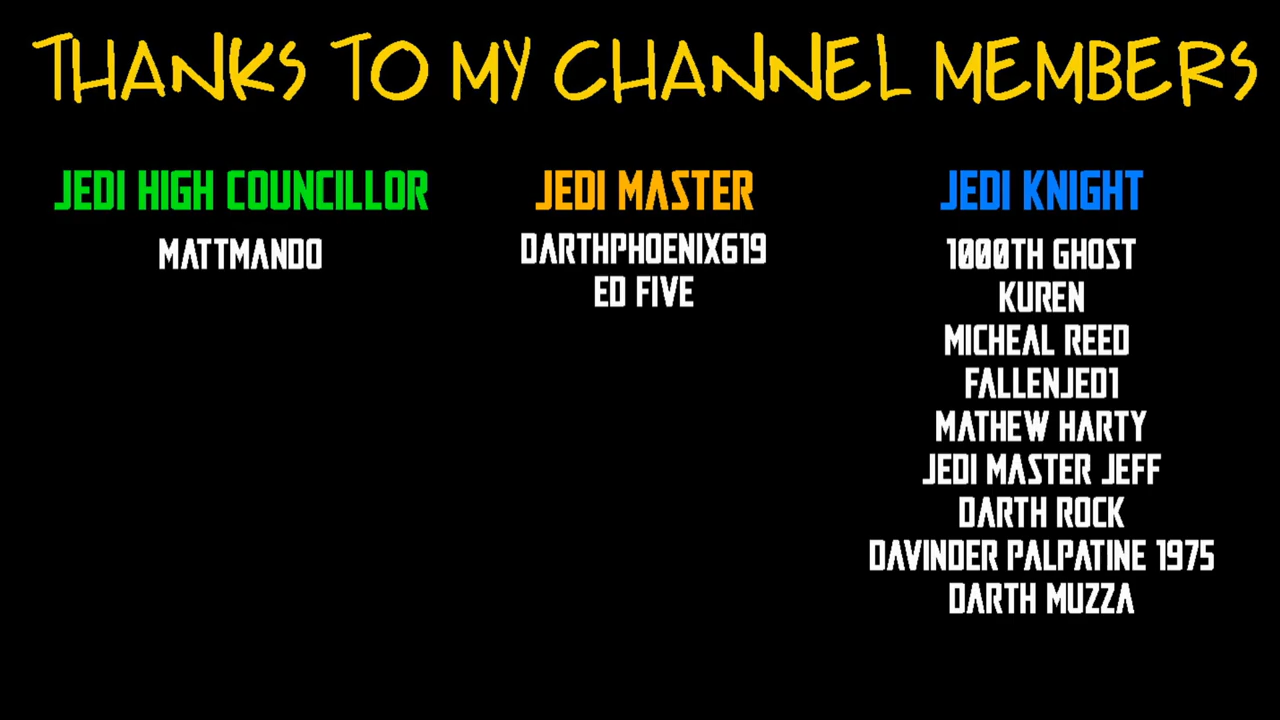 THANKS TO MY CHANNEL MEMBERS
JEDI HIGH COUNCILLOR
MATTMANDO
JEDI MASTER
DARTHPHOENIX619
ED FIVE
JEDI KNIGHT
1000TH GHOST
KUREN
MICHEAL REED
FALLENJED1
MATHEW HARTY
JEDI MASTER JEFF
DARTH ROCK
DAVINDER PALPATINE 1975
DARTH MUZZA